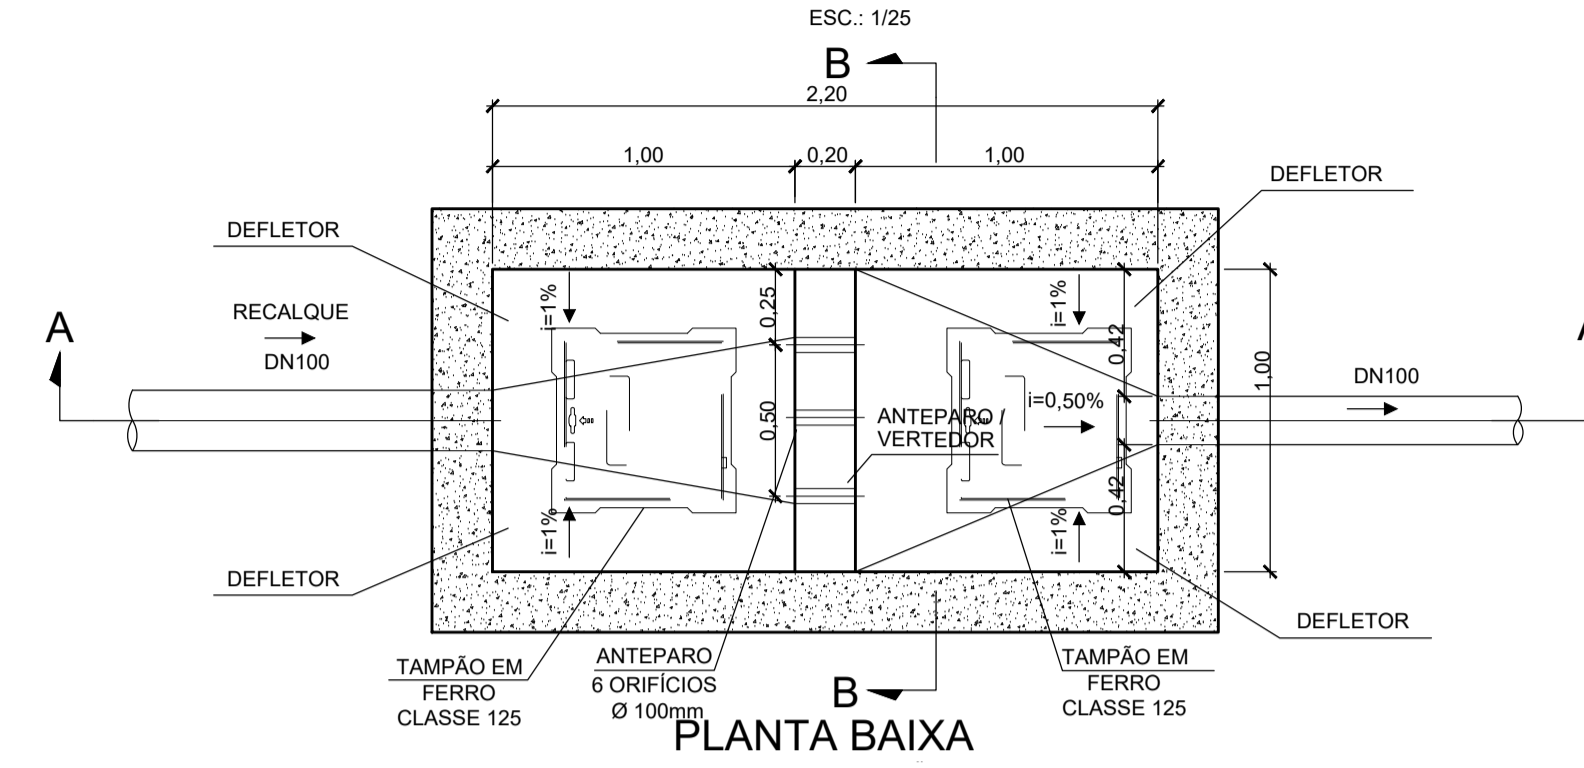 ESC.: 1/25
B
2,20
1,00
0,20
1,00
DEFLETOR
DEFLETOR
RECALQUE
DN100
A
i=1%
0,25
i=1%
0,42
1,00
DN100
0,50
ANTEPARO /
VERTEDOR
i=0,50%
i=1%
0,42
i=1%
DEFLETOR
DEFLETOR
TAMPÃO EM
FERRO
CLASSE 125
ANTEPARO
6 ORIFÍCIOS
Ø 100mm
B
TAMPÃO EM
FERRO
CLASSE 125
PLANTA BAIXA